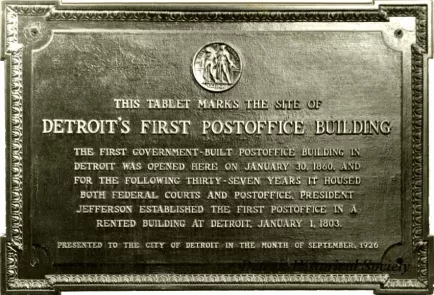 THIS TABLET MARKS THE SITE OF
DETROIT'S FIRST POSTOFFICE BUILDING
THE FIRST GOVERNMENT-BUILT POSTOFFICE BUILDING IN
DETROIT WAS OPENED HERE ON JANUARY 30, 1860, AND
FOR THE FOLLOWING THIRTY-SEVEN YEARS IT HOUSED
BOTH FEDERAL COURTS AND POSTOFFICE. PRESIDENT
JEFFERSON ESTABLISHED THE FIRST POSTOFFICE IN A
RENTED BUILDING AT DETROIT, JANUARY 1, 1803.
PRESENTED TO THE CITY OF DETROIT IN THE MONTH OF SEPTEMBER, 1926
Historical Society